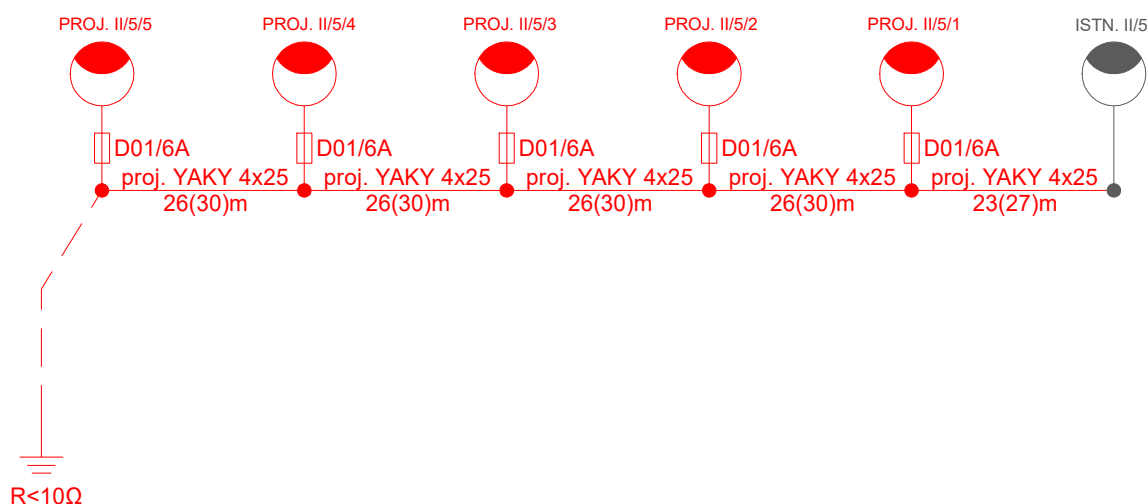 PROJ. II/5/5 PROJ. II/5/4 PROJ. II/5/3 PROJ. II/5/2 PROJ. II/5/1 ISTN. II/5
D01/6A D01/6A D01/6A D01/6A D01/6A
proj. YAKY 4x25 proj. YAKY 4x25 proj. YAKY 4x25 proj. YAKY 4x25 proj. YAKY 4x25
26(30)m 26(30)m 26(30)m 26(30)m 23(27)m
R<10Ω